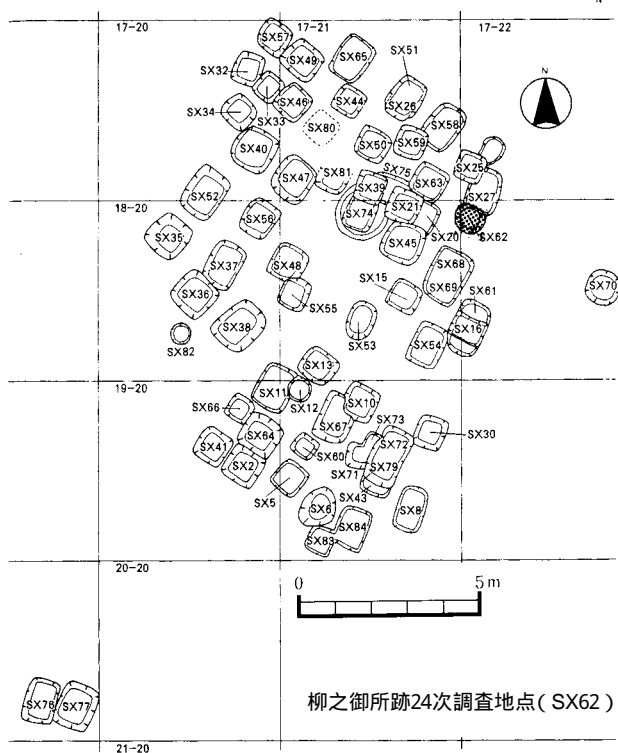 17-20 17-21 17-22
SX57
SX51
SX49 SX65
SX32
SX26
SX34 SX46 SX44
SX33
SX80 SX58
SX50 SX59
SX40
SX75 SX25
SX47 SX81
SX39 SX63
SX52 SX27
18-20 SX21
SX74
SX56
SX20 SX62
SX35 SX45
SX37 SX48 SX68
SX15 SX61 SX70
SX36 SX69
SX55
SX38 SX16
SX82 SX53 SX54
SX13
19-20
SX11
SX12 SX10
SX66
SX67 SX73
SX30
SX64 SX72
SX41 SX60
SX2 SX71 SX79
SX5 SX43
SX6 SX8
SX84
SX83
20-20
N
0 5m
柳之御所跡24次調査地点(SX62)
SX76 SX77
21-20